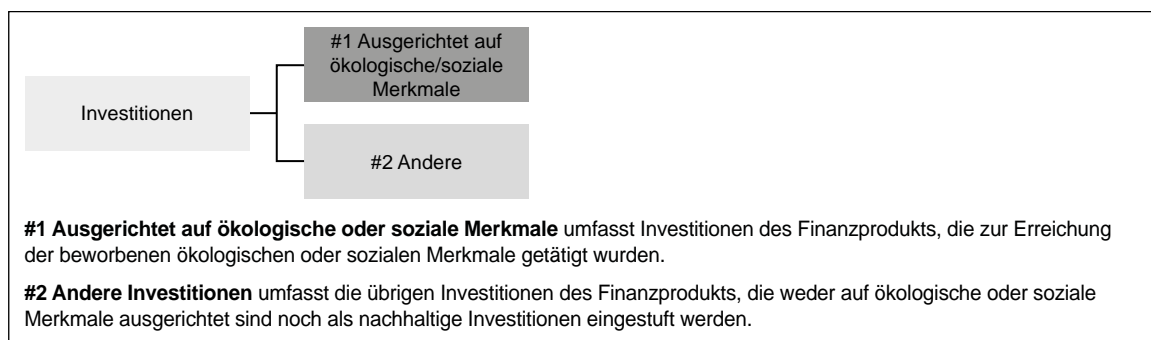 #1 Ausgerichtet auf
ökologische/soziale
Merkmale
Investitionen
#2 Andere
#1 Ausgerichtet auf ökologische oder soziale Merkmale umfasst Investitionen des Finanzprodukts, die zur Erreichung
der beworbenen ökologischen oder sozialen Merkmale getätigt wurden.
#2 Andere Investitionen umfasst die übrigen Investitionen des Finanzprodukts, die weder auf ökologische oder soziale
Merkmale ausgerichtet sind noch als nachhaltige Investitionen eingestuft werden.